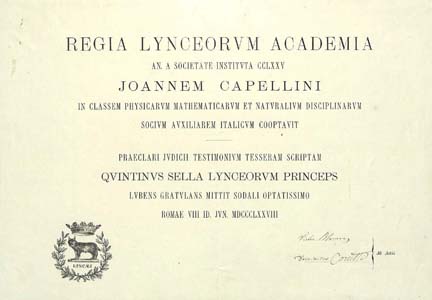 REGIA LYNCEORVM ACADEMIA
AN. A SOCIETATE INSTITVTA CCLXXV
JOANNEM CAPELLINI
IN CLASSEM PHYSICARVM MATHEMATICARVM ET NATVRALIVM DISCIPLINARVM
SOCIVM AVXILIAREM ITALICVM COOPTAVIT
PRAECLARI JVDICII TESTIMONIVM TESSERAM SCRIPTAM
QVINTINVS SELLA LYNCEORVM PRINCEPS
LVBENS GRATVLANS MITTIT SODALI OPTATISSIMO
ROMAE VIII ID. JVN. MDCCCLXXVIII
LYNCÆI